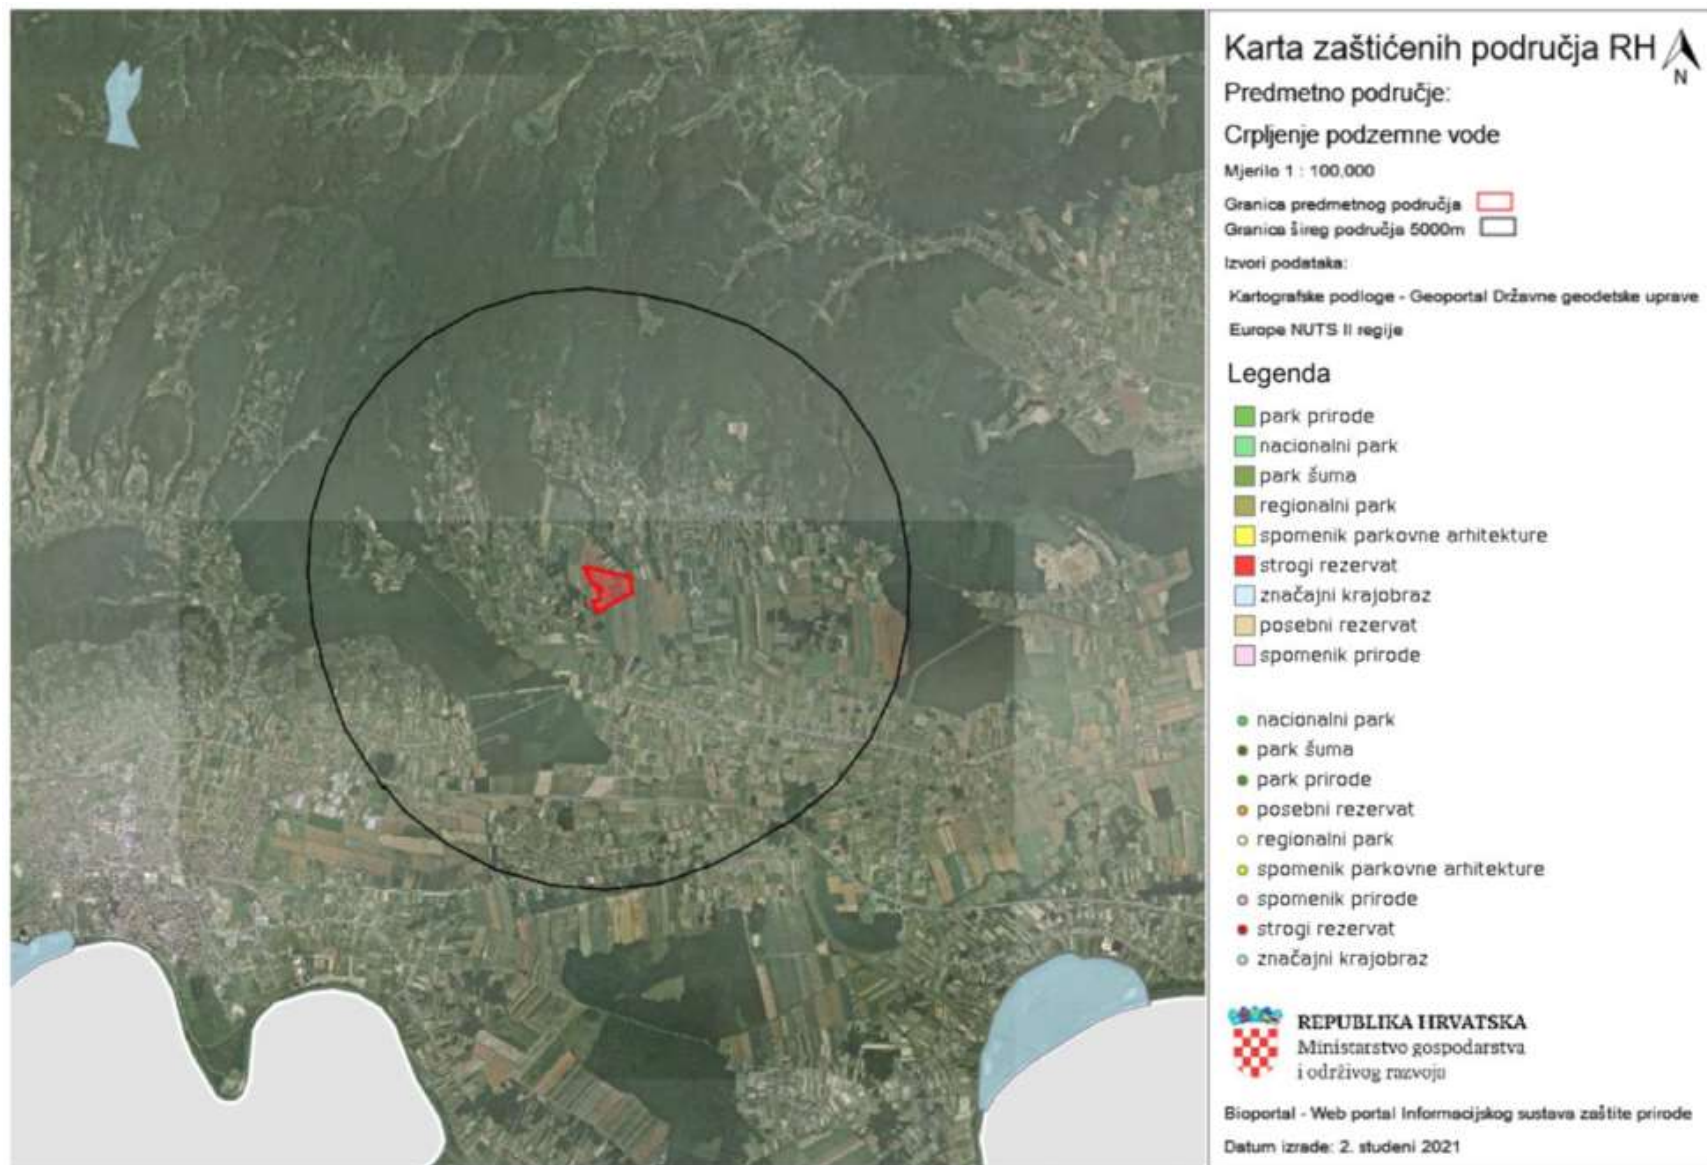 Karta zaštićenih područja RH
N
Predmetno područje:
Crpljenje podzemne vode
Mjerilo 1 : 100.000
Granica predmetnog područja
Granica šireg područja 5000m
Izvori podataka:
Kartografske podloge - Geoportal Državne geodetske uprave
Europe NUTS II regije
Legenda
park prirode
nacionalni park
park šuma
regionalni park
spomenik parkovne arhitekture
strogi rezervat
značajni krajobraz
posebni rezervat
spomenik prirode
nacionalni park
park šuma
park prirode
posebni rezervat
regionalni park
spomenik parkovne arhitekture
spomenik prirode
strogi rezervat
značajni krajobraz
REPUBLIKA HRVATSKA
Ministarstvo gospodarstva
i održivog razvoja
Bioportal - Web portal Informacijskog sustava zaštite prirode
Datum izrade: 2. studeni 2021